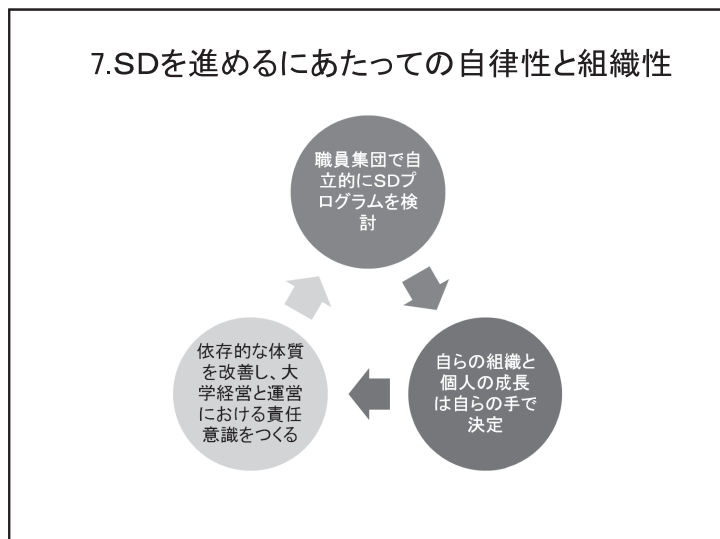 7.SDを進めるにあたっての自律性と組織性
職員集団で自
立的にSDプ
ログラムを検
討
自らの組織と
個人の成長
は自らの手で
決定
依存的な体質
を改善し、大
学経営と運営
における責任
意識をつくる